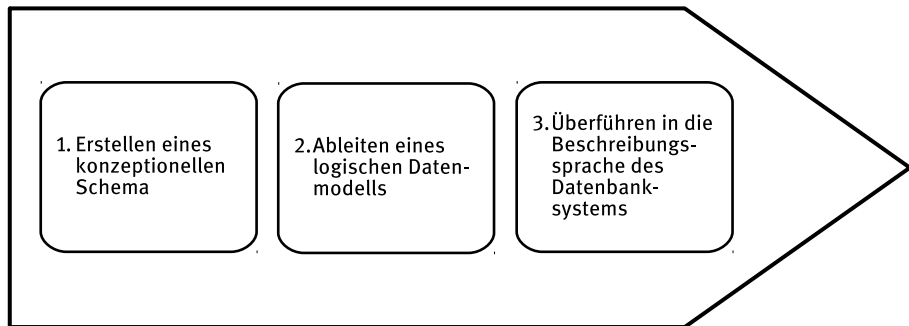 1. Erstellen eines
konzeptionellen
Schema
2. Ableiten eines
logischen Daten-
modells
3. Überführen in die
Beschreibungs-
sprache des
Datenbank-
systems